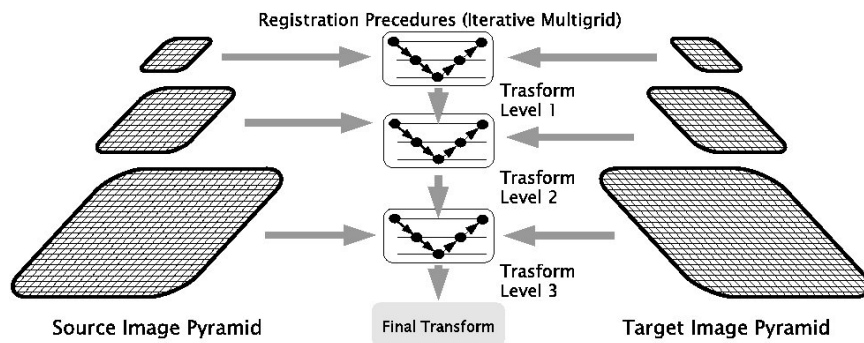 Registration Precedures (Iterative Multigrid)
Trasform
Level 1
Trasform
Level 2
Trasform
Level 3
Source Image Pyramid
Final Transform
Target Image Pyramid